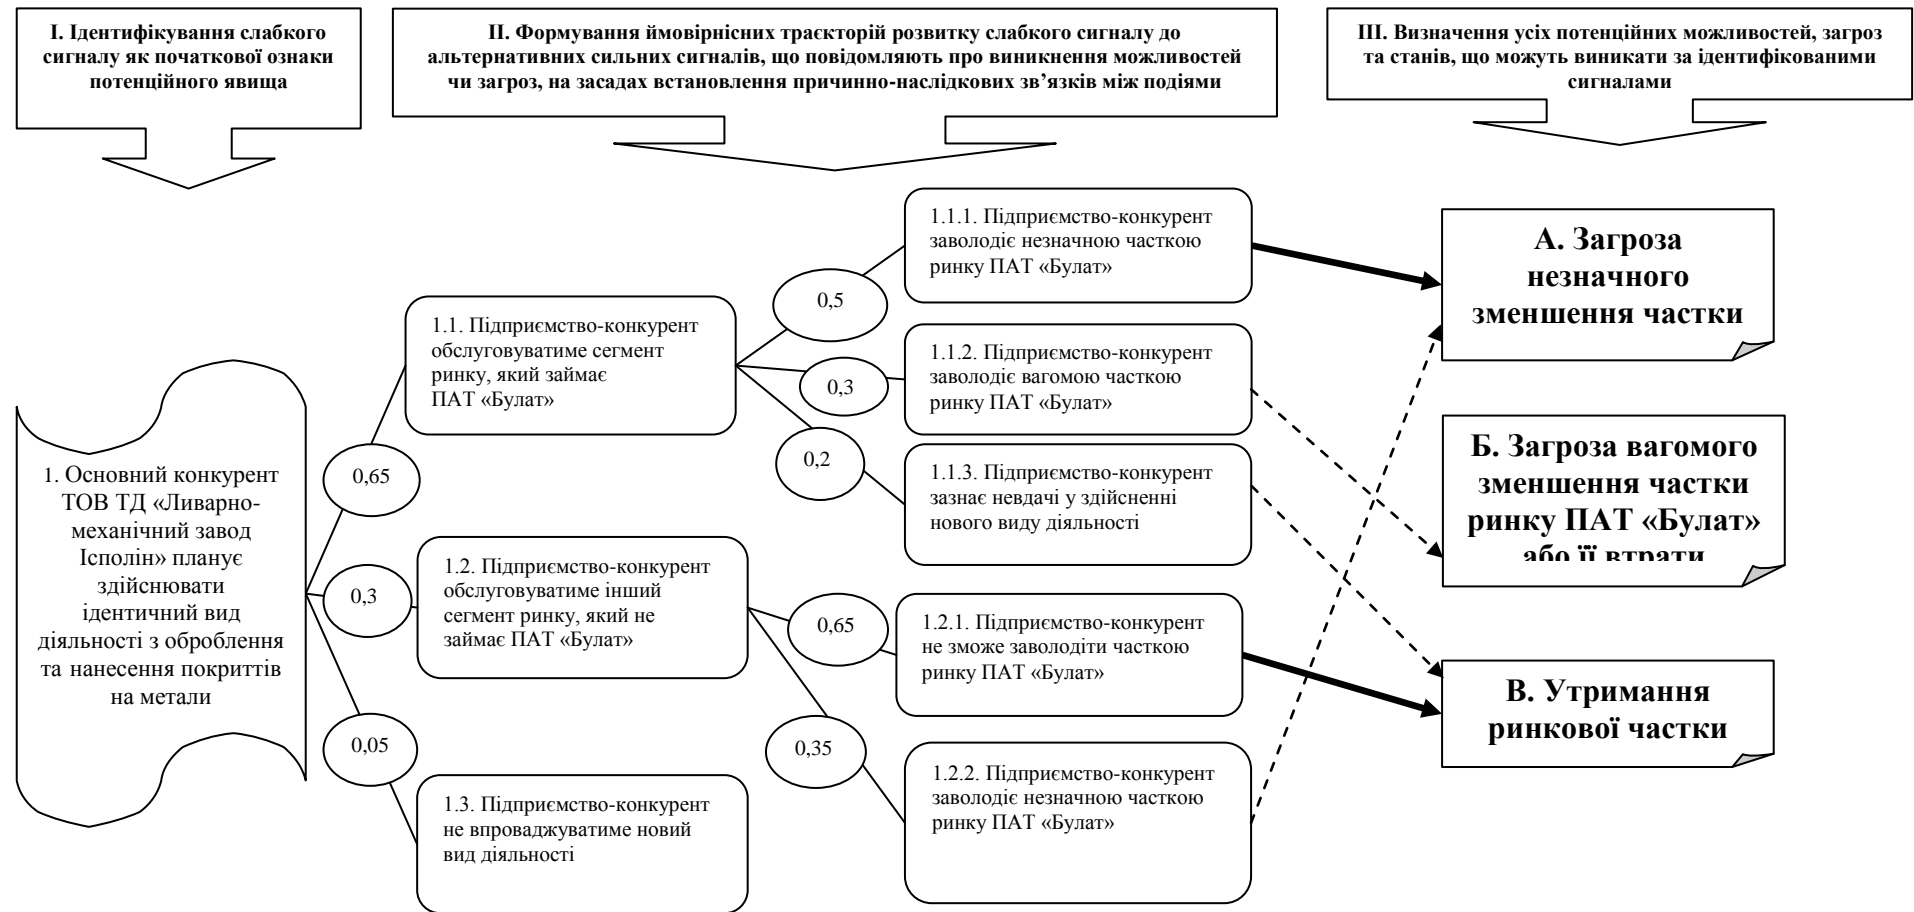 І. Ідентифікування слабкого
сигналу як початкової ознаки
потенційного явища
ІІ. Формування ймовірнісних траєкторій розвитку слабкого сигналу до
альтернативних сильних сигналів, що повідомляють про виникнення можливостей
чи загроз, на засадах встановлення причинно-наслідкових зв’язків між подіями
ІІІ. Визначення усіх потенційних можливостей, загроз
та станів, що можуть виникати за ідентифікованими
сигналами
1. Основний конкурент
ТОВ ТД «Ливарно-
механічний завод
Ісполін» планує
здійснювати
ідентичний вид
діяльності з оброблення
та нанесення покриттів
на метали
0,65
0,3
0,05
1.1. Підприємство-конкурент
обслуговуватиме сегмент
ринку, який займає
ПАТ «Булат»
1.2. Підприємство-конкурент
обслуговуватиме інший
сегмент ринку, який не
займає ПАТ «Булат»
1.3. Підприємство-конкурент
не впроваджуватиме новий
вид діяльності
0,5
0,3
0,2
0,65
0,35
1.1.1. Підприємство-конкурент
заволодіє незначною часткою
ринку ПАТ «Булат»
1.1.2. Підприємство-конкурент
заволодіє вагомою часткою
ринку ПАТ «Булат»
1.1.3. Підприємство-конкурент
зазнає невдачі у здійсненні
нового виду діяльності
1.2.1. Підприємство-конкурент
не зможе заволодіти часткою
ринку ПАТ «Булат»
1.2.2. Підприємство-конкурент
заволодіє незначною часткою
ринку ПАТ «Булат»
А. Загроза
незначного
зменшення частки
Б. Загроза вагомого
зменшення частки
ринку ПАТ «Булат»
або її втрати
В. Утримання
ринкової частки